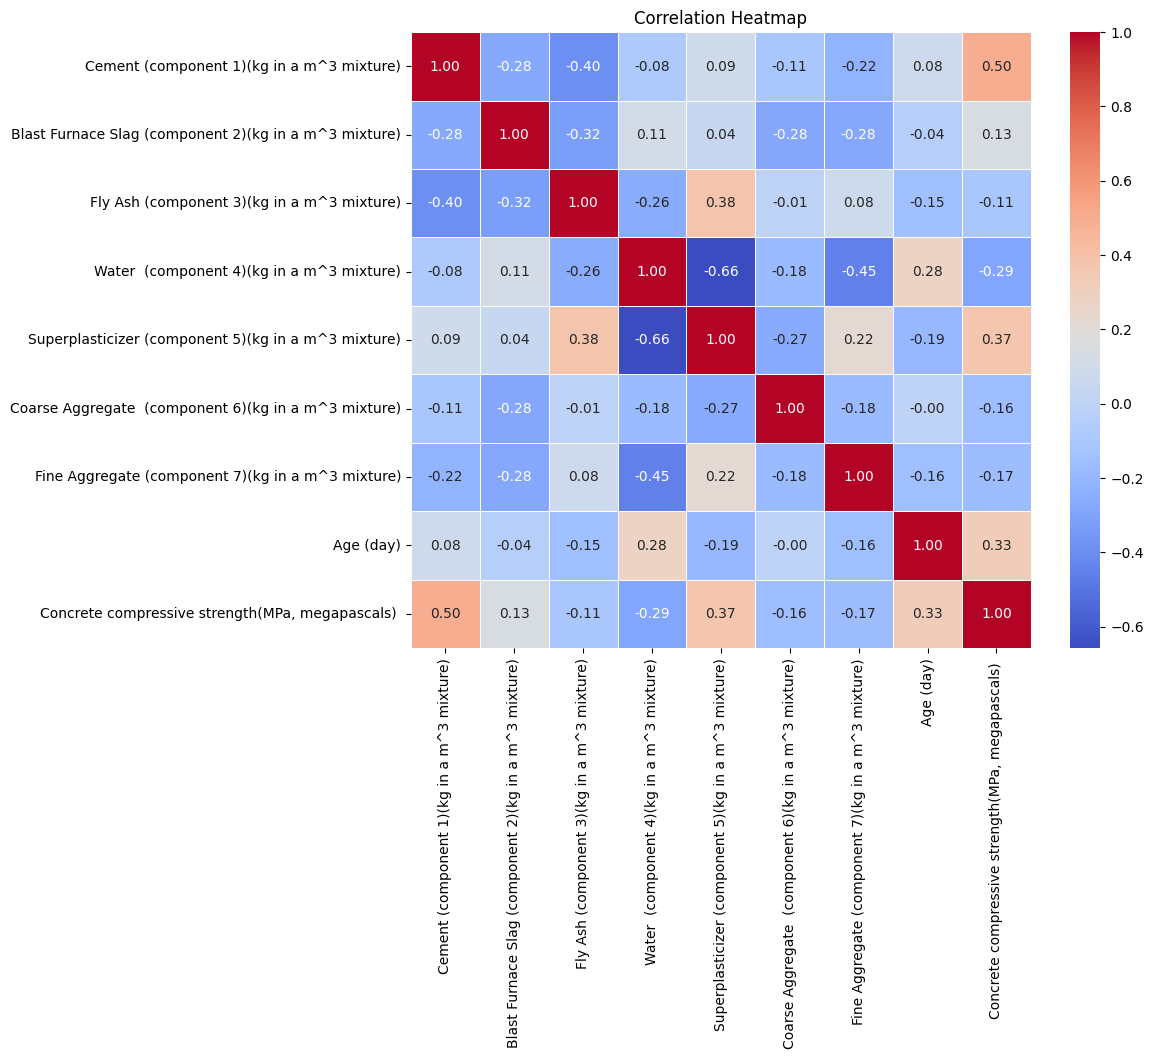 Correlation Heatmap
Cement (component 1)(kg in a m^3 mixture) 1.00 -0.28 -0.40 -0.08 0.09 -0.11 -0.22 0.08 0.50
Blast Furnace Slag (component 2)(kg in a m^3 mixture) -0.28 1.00 -0.32 0.11 0.04 -0.28 -0.28 -0.04 0.13
Fly Ash (component 3)(kg in a m^3 mixture) -0.40 -0.32 1.00 -0.26 0.38 -0.01 0.08 -0.15 -0.11
Water  (component 4)(kg in a m^3 mixture) -0.08 0.11 -0.26 1.00 -0.66 -0.18 -0.45 0.28 -0.29
Superplasticizer (component 5)(kg in a m^3 mixture) 0.09 0.04 0.38 -0.66 1.00 -0.27 0.22 -0.19 0.37
Coarse Aggregate  (component 6)(kg in a m^3 mixture) -0.11 -0.28 -0.01 -0.18 -0.27 1.00 -0.18 -0.00 -0.16
Fine Aggregate (component 7)(kg in a m^3 mixture) -0.22 -0.28 0.08 -0.45 0.22 -0.18 1.00 -0.16 -0.17
Age (day) 0.08 -0.04 -0.15 0.28 -0.19 -0.00 -0.16 1.00 0.33
Concrete compressive strength(MPa, megapascals) 0.50 0.13 -0.11 -0.29 0.37 -0.16 -0.17 0.33 1.00
Cement (component 1)(kg in a m^3 mixture)
Blast Furnace Slag (component 2)(kg in a m^3 mixture)
Fly Ash (component 3)(kg in a m^3 mixture)
Water  (component 4)(kg in a m^3 mixture)
Superplasticizer (component 5)(kg in a m^3 mixture)
Coarse Aggregate  (component 6)(kg in a m^3 mixture)
Fine Aggregate (component 7)(kg in a m^3 mixture)
Age (day)
Concrete compressive strength(MPa, megapascals)
1.0
0.8
0.6
0.4
0.2
0.0
−0.2
−0.4
−0.6